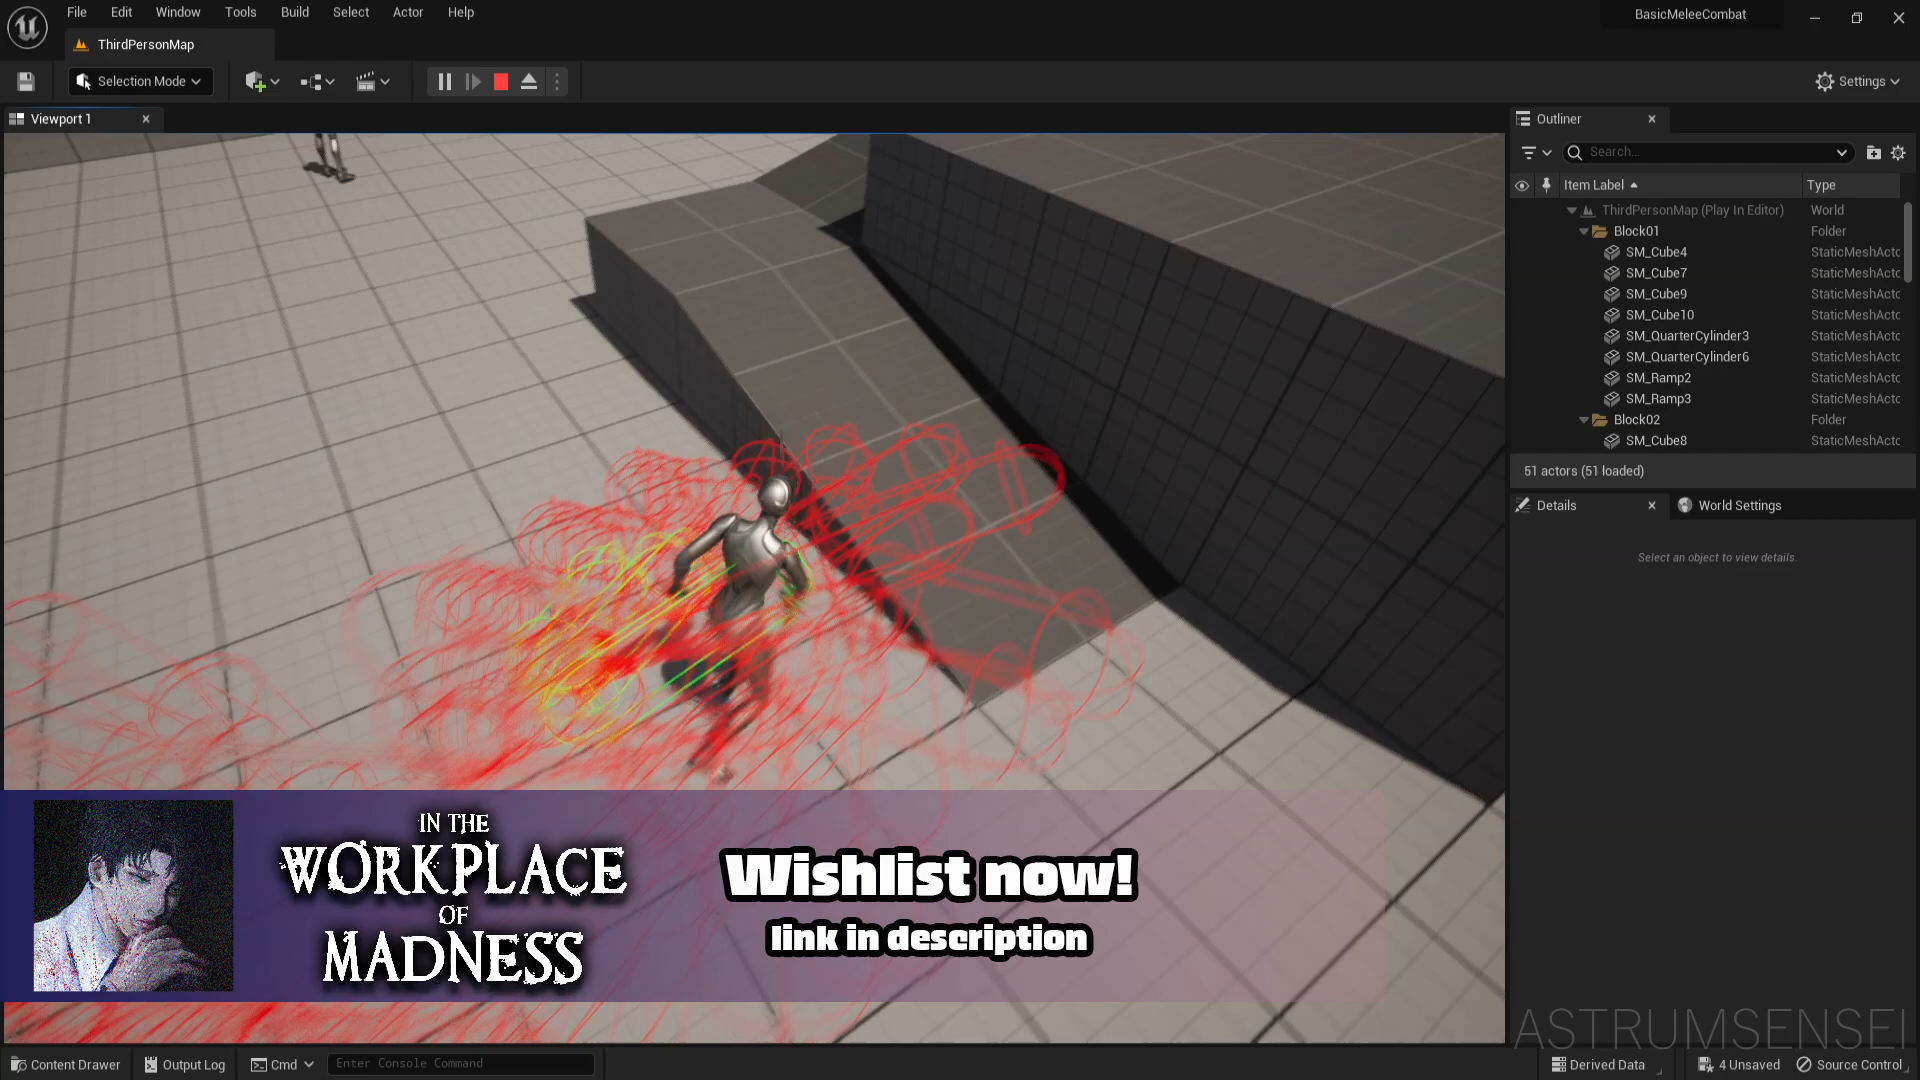 File Edit Window Tools Build Select Actor Help
BasicMeleeCombat
ThirdPersonMap
Selection Mode
Settings
Viewport 1
Outliner
Search...
Item Label Type
ThirdPersonMap (Play In Editor) World
Block01 Folder
SM_Cube4 StaticMeshActo
SM_Cube7 StaticMeshActo
SM_Cube9 StaticMeshActo
SM_Cube10 StaticMeshActo
SM_QuarterCylinder3 StaticMeshActo
SM_QuarterCylinder6 StaticMeshActo
SM_Ramp2 StaticMeshActo
SM_Ramp3 StaticMeshActo
Block02 Folder
SM_Cube8 StaticMeshActo
51 actors (51 loaded)
Details World Settings
Select an object to view details.
IN THE
WORKPLACE
OF
MADNESS
Wishlist now!
link in description
ASTRUMSENSEI
Content Drawer Output Log Cmd Enter Console Command Derived Data 4 Unsaved Source Control